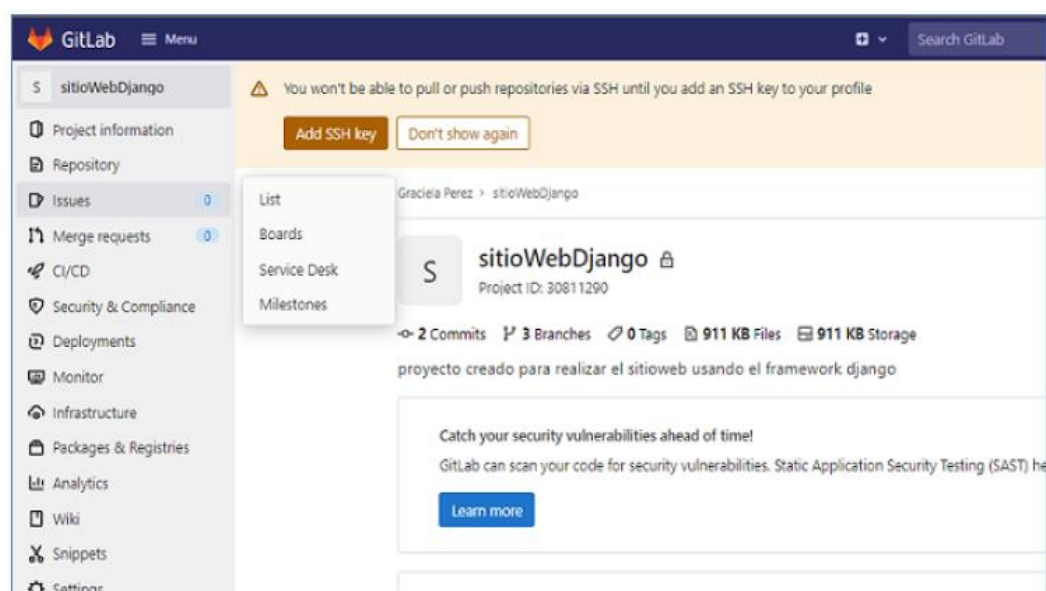 GitLab Menu
Search GitLab
S sitioWebDjango
Project information
Repository
Issues 0
Merge requests 0
CI/CD
Security & Compliance
Deployments
Monitor
Infrastructure
Packages & Registries
Analytics
Wiki
Snippets
Settings
You won't be able to pull or push repositories via SSH until you add an SSH key to your profile
Add SSH key Don't show again
List
Boards
Service Desk
Milestones
Graciela Perez > sitioWebDjango
S
sitioWebDjango
Project ID: 30811290
2 Commits 3 Branches 0 Tags 911 KB Files 911 KB Storage
proyecto creado para realizar el sitioweb usando el framework django
Catch your security vulnerabilities ahead of time!
GitLab can scan your code for security vulnerabilities. Static Application Security Testing (SAST) he
Learn more